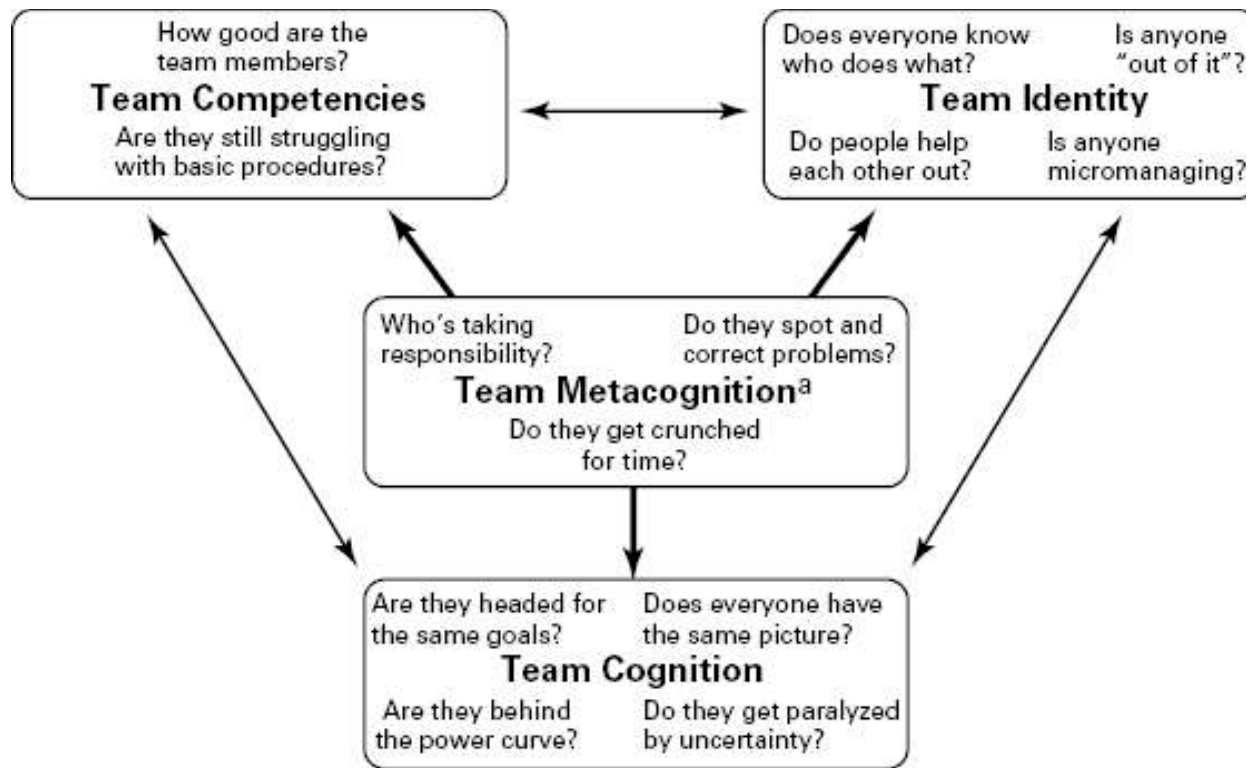 How good are the
team members?
Team Competencies
Are they still struggling
with basic procedures?
Does everyone know
who does what?
Is anyone
“out of it”?
Team Identity
Do people help
each other out?
Is anyone
micromanaging?
Who’s taking
responsibility?
Do they spot and
correct problems?
Team Metacognitionᵃ
Do they get crunched
for time?
Are they headed for
the same goals?
Does everyone have
the same picture?
Team Cognition
Are they behind
the power curve?
Do they get paralyzed
by uncertainty?